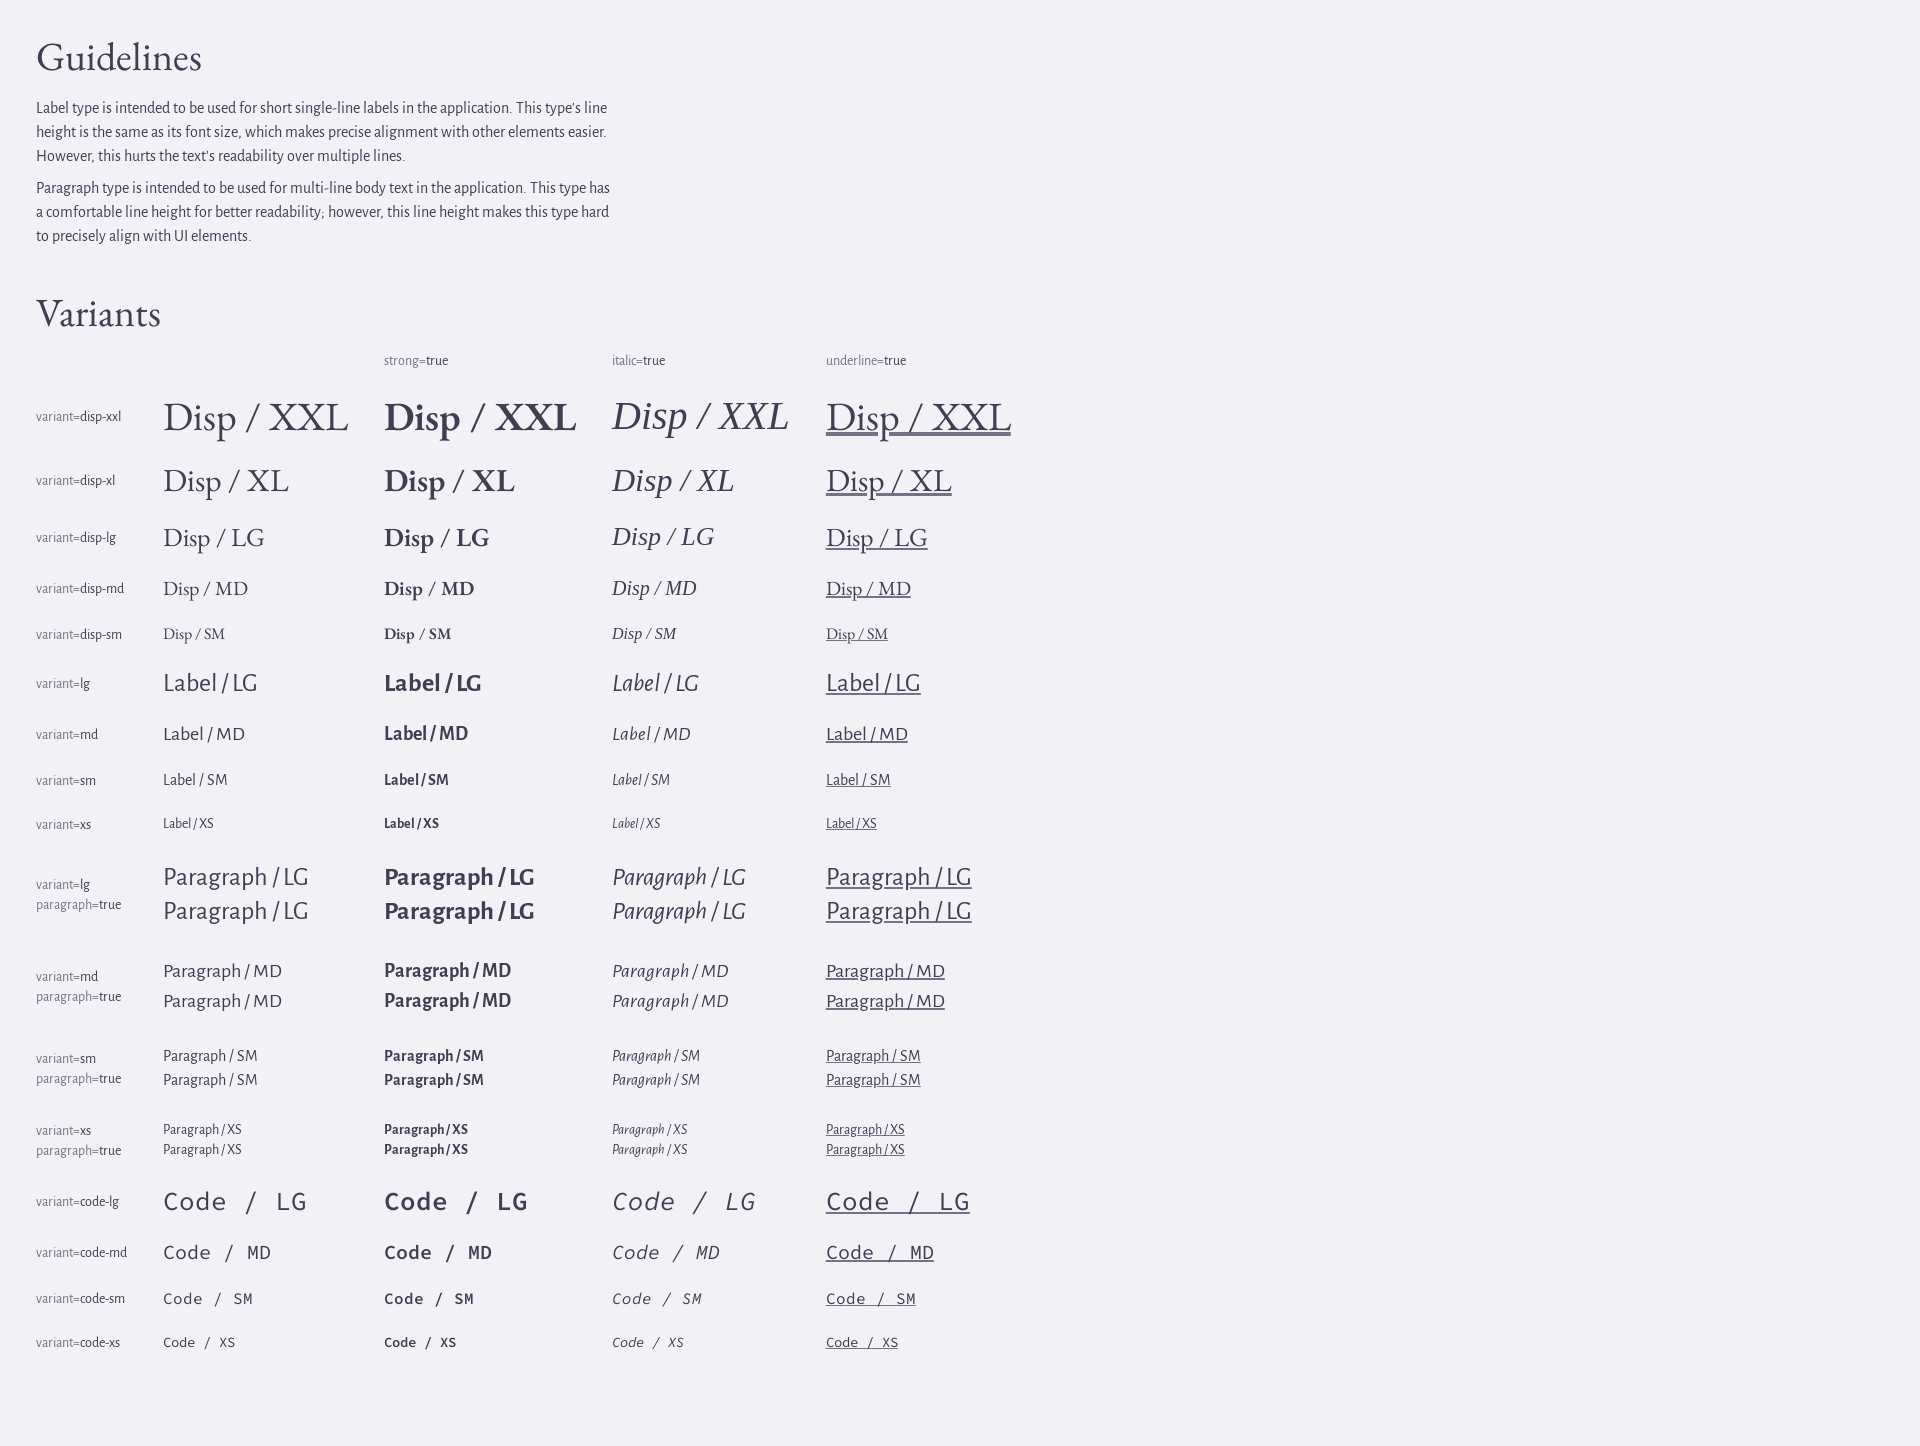 Guidelines
Label type is intended to be used for short single-line labels in the application. This type's line
height is the same as its font size, which makes precise alignment with other elements easier.
However, this hurts the text's readability over multiple lines.
Paragraph type is intended to be used for multi-line body text in the application. This type has
a comfortable line height for better readability; however, this line height makes this type hard
to precisely align with UI elements.
Variants
strong=true italic=true underline=true
variant=disp-xxl Disp / XXL Disp / XXL Disp / XXL Disp / XXL
variant=disp-xl Disp / XL Disp / XL Disp / XL Disp / XL
variant=disp-lg Disp / LG Disp / LG Disp / LG Disp / LG
variant=disp-md Disp / MD Disp / MD Disp / MD Disp / MD
variant=disp-sm Disp / SM Disp / SM Disp / SM Disp / SM
variant=lg Label / LG Label / LG Label / LG Label / LG
variant=md Label / MD Label / MD Label / MD Label / MD
variant=sm Label / SM Label / SM Label / SM Label / SM
variant=xs Label / XS Label / XS Label / XS Label / XS
variant=lg Paragraph / LG Paragraph / LG Paragraph / LG Paragraph / LG
paragraph=true Paragraph / LG Paragraph / LG Paragraph / LG Paragraph / LG
variant=md Paragraph / MD Paragraph / MD Paragraph / MD Paragraph / MD
paragraph=true Paragraph / MD Paragraph / MD Paragraph / MD Paragraph / MD
variant=sm Paragraph / SM Paragraph / SM Paragraph / SM Paragraph / SM
paragraph=true Paragraph / SM Paragraph / SM Paragraph / SM Paragraph / SM
variant=xs Paragraph / XS Paragraph / XS Paragraph / XS Paragraph / XS
paragraph=true Paragraph / XS Paragraph / XS Paragraph / XS Paragraph / XS
variant=code-lg Code / LG Code / LG Code / LG Code / LG
variant=code-md Code / MD Code / MD Code / MD Code / MD
variant=code-sm Code / SM Code / SM Code / SM Code / SM
variant=code-xs Code / XS Code / XS Code / XS Code / XS